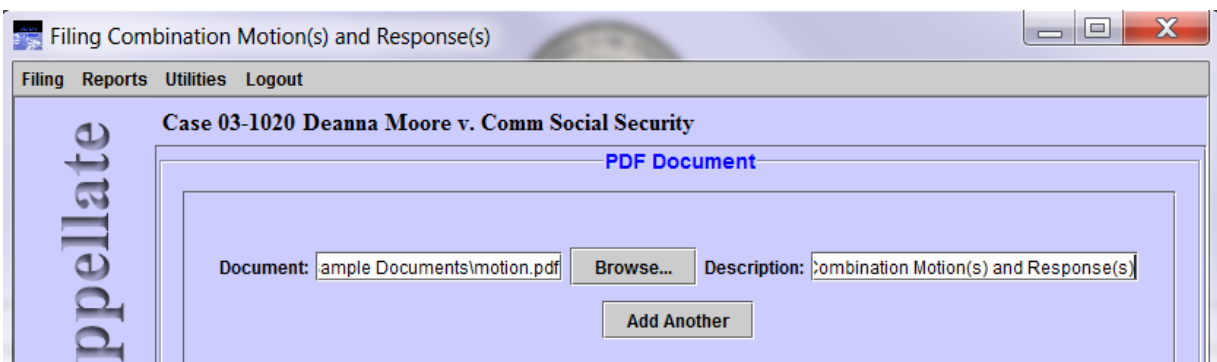 Filing Combination Motion(s) and Response(s)
Filing Reports Utilities Logout
Case 03-1020 Deanna Moore v. Comm Social Security
ppellate
PDF Document
Document: ample Documents\motion.pdf Browse... Description: ombination Motion(s) and Response(s)
Add Another